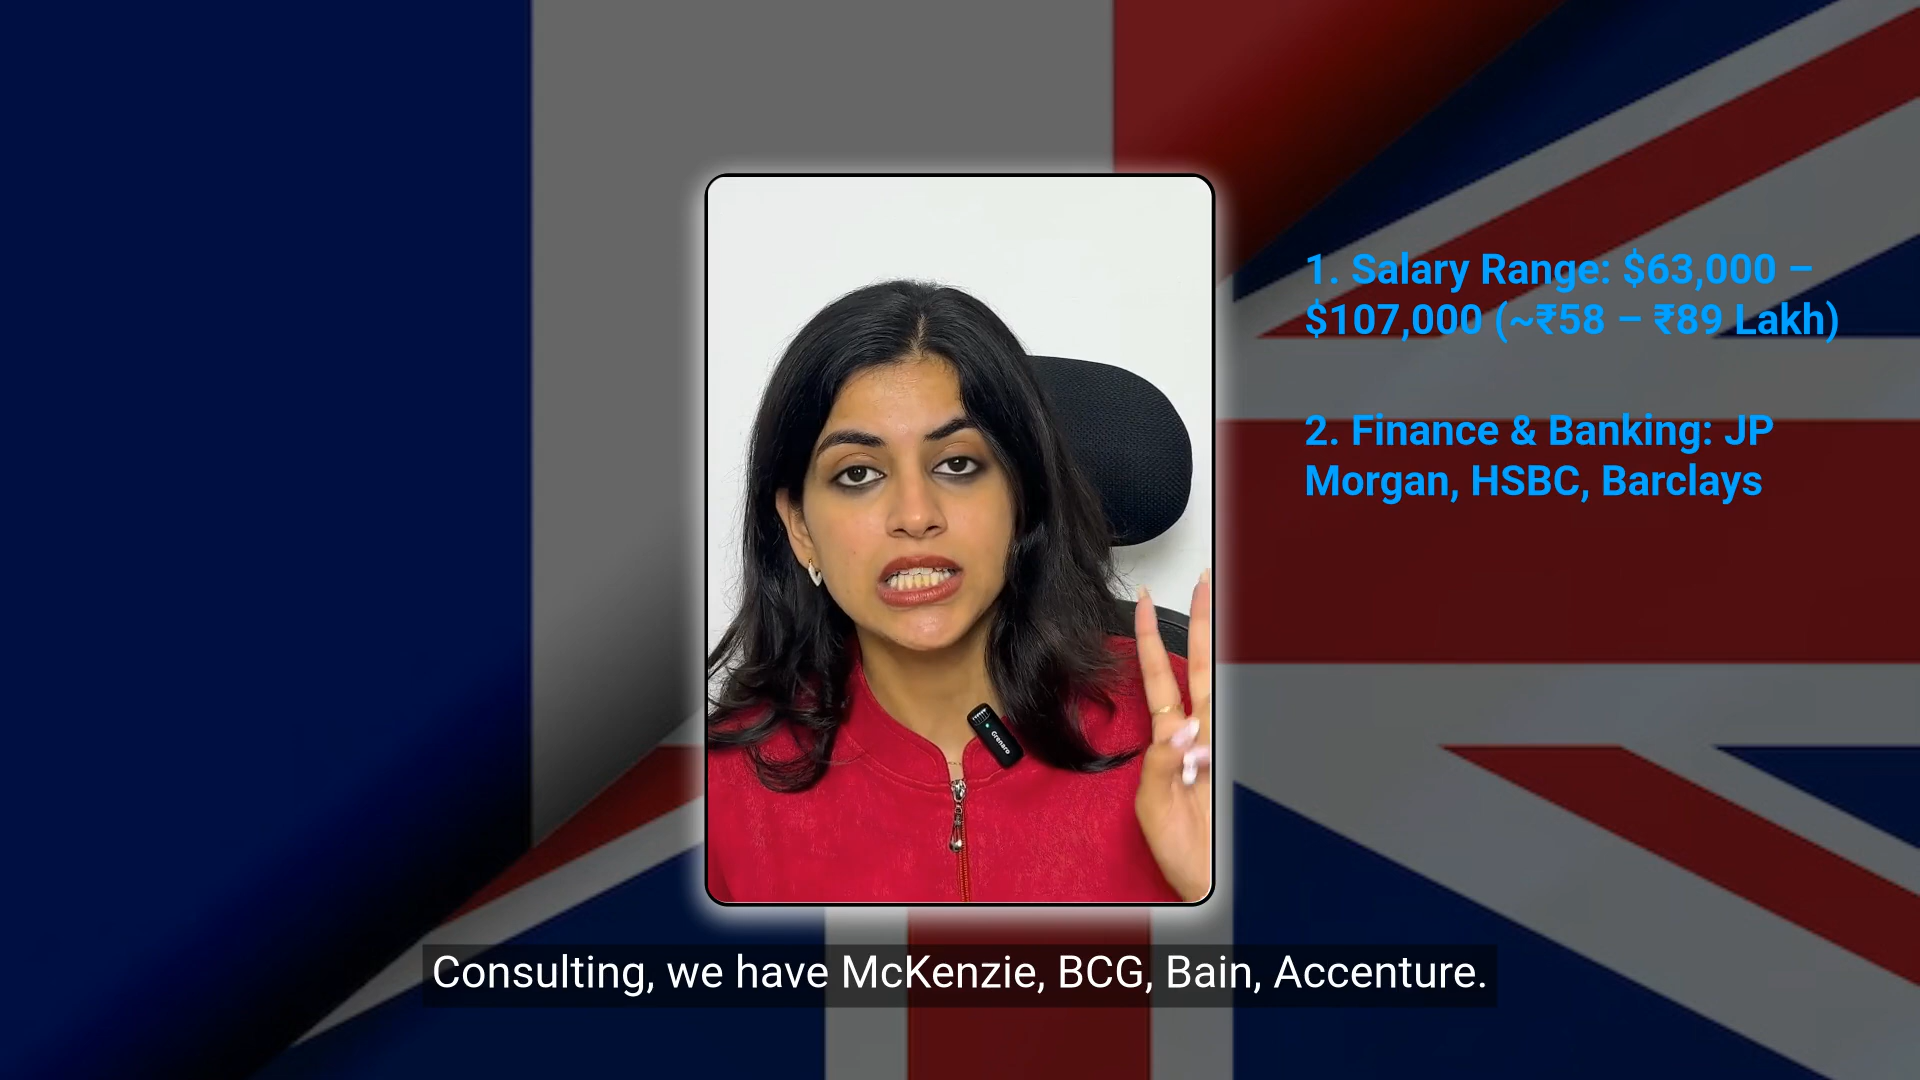 1. Salary Range: $63,000 –
$107,000 (~₹58 – ₹89 Lakh)
2. Finance & Banking: JP
Morgan, HSBC, Barclays
Grenaro
Consulting, we have McKenzie, BCG, Bain, Accenture.